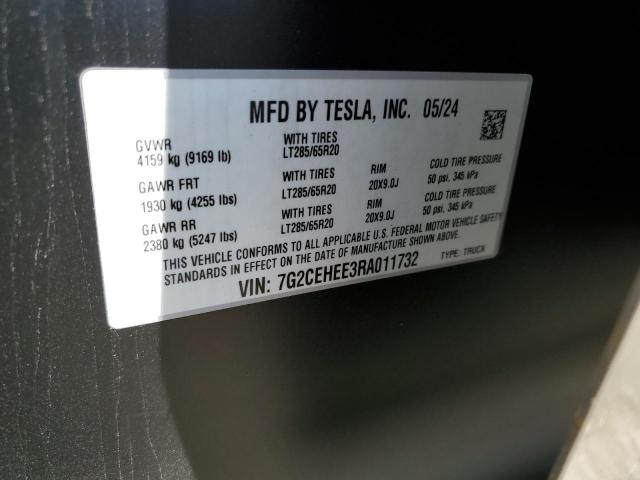 MFD BY TESLA, INC. 05/24
GVWR WITH TIRES
4159 kg (9169 lb) LT285/65R20
GAWR FRT WITH TIRES RIM COLD TIRE PRESSURE
1930 kg (4255 lbs) LT285/65R20 20X9.0J 50 psi, 345 kPa
GAWR RR WITH TIRES RIM COLD TIRE PRESSURE
2380 kg (5247 lbs) LT285/65R20 20X9.0J 50 psi, 345 kPa
THIS VEHICLE CONFORMS TO ALL APPLICABLE U.S. FEDERAL MOTOR VEHICLE SAFETY
STANDARDS IN EFFECT ON THE DATE OF MANUFACTURE SHOWN ABOVE.
VIN: 7G2CEHEE3RA011732 TYPE: TRUCK